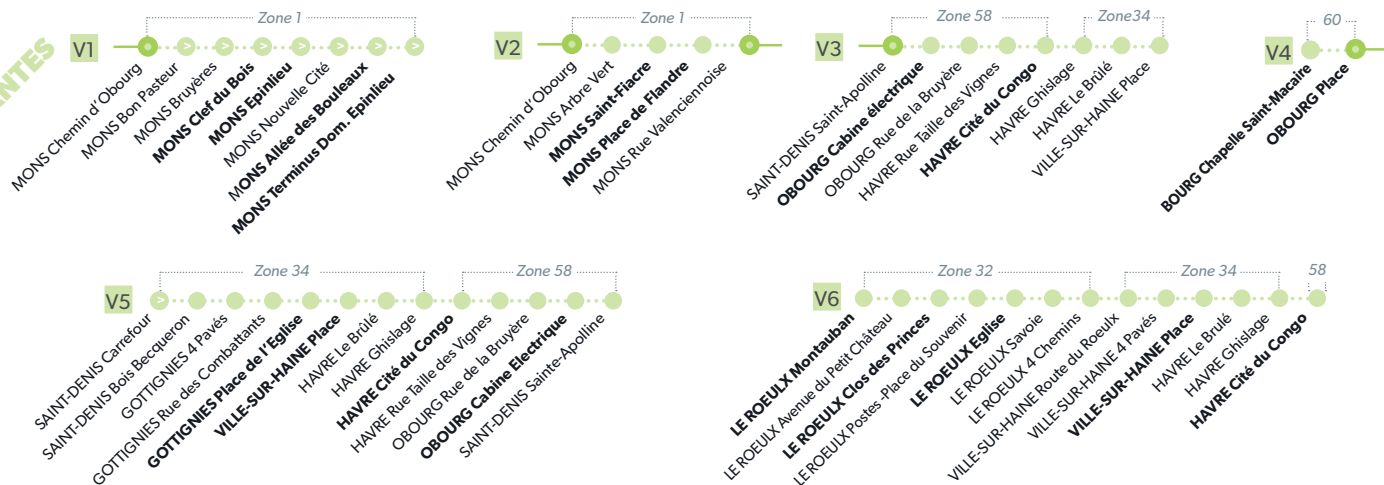 NTES
V1
Zone 1
MONS Chemin d'Obourg
MONS Bon Pasteur
MONS Bruyères
MONS Clef du Bois
MONS Epinlieu
MONS Nouvelle Cité
MONS Allée des Bouleaux
MONS Terminus Dom. Epinlieu
V2
Zone 1
MONS Chemin d'Obourg
MONS Arbre Vert
MONS Saint-Fiacre
MONS Place de Flandre
MONS Rue Valenciennoise
V3
Zone 58
Zone34
SAINT-DENIS Saint-Apolline
OBOURG Cabine électrique
OBOURG Rue de la Bruyère
HAVRE Rue Taille des Vignes
HAVRE Cité du Congo
HAVRE Ghislage
HAVRE Le Brûlé
VILLE-SUR-HAINE Place
V4
60
BOURG Chapelle Saint-Macaire
OBOURG Place
V5
Zone 34
Zone 58
SAINT-DENIS Carrefour
SAINT-DENIS Bois Becqueron
GOTTIGNIES 4 Pavés
GOTTIGNIES Rue des Combattants
GOTTIGNIES Place de l'Eglise
VILLE-SUR-HAINE Place
HAVRE Le Brûlé
HAVRE Ghislage
HAVRE Cité du Congo
HAVRE Rue Taille des Vignes
OBOURG Rue de la Bruyère
OBOURG Cabine Electrique
SAINT-DENIS Sainte-Apolline
V6
Zone 32
Zone 34
58
LE ROEULX Montauban
LE ROEULX Avenue du Petit Château
LE ROEULX Clos des Princes
LE ROEULX Postes -Place du Souvenir
LE ROEULX Eglise
LE ROEULX Savoie
LE ROEULX 4 Chemins
VILLE-SUR-HAINE Route du Roeulx
VILLE-SUR-HAINE 4 Pavés
VILLE-SUR-HAINE Place
HAVRE Le Brulé
HAVRE Ghislage
HAVRE Cité du Congo